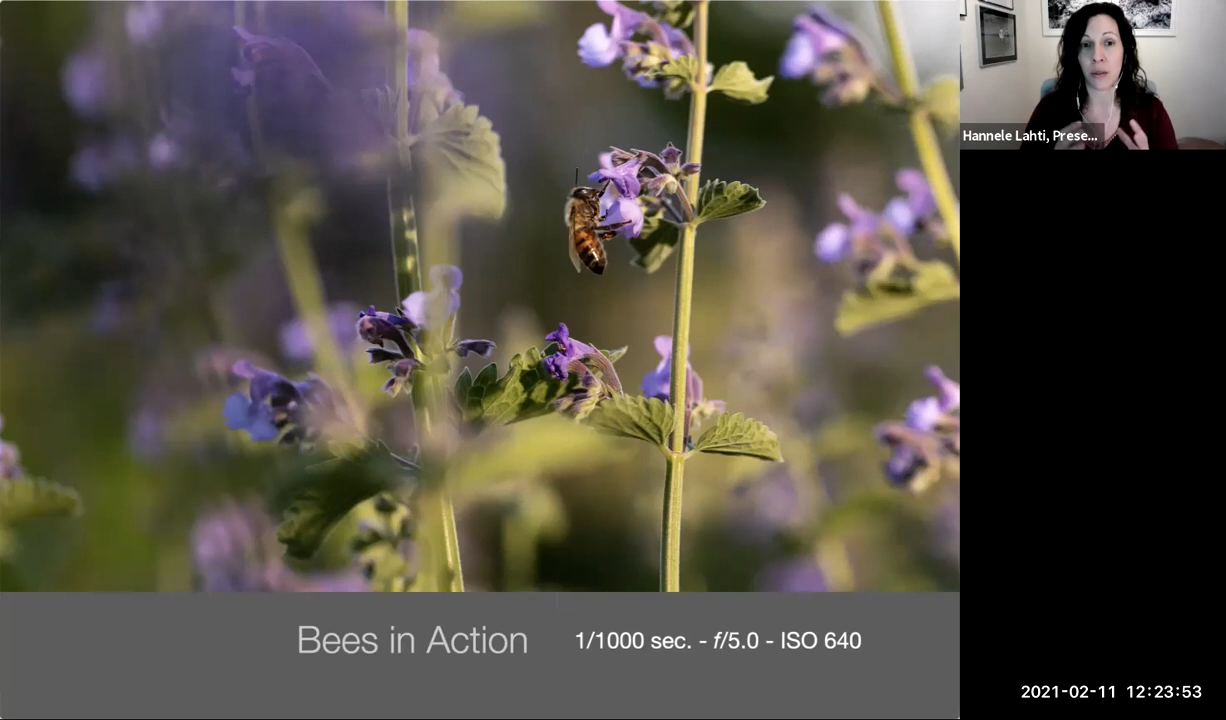 Hannele Lahti, Prese...
Bees in Action 1/1000 sec. - f/5.0 - ISO 640
2021-02-11 12:23:53